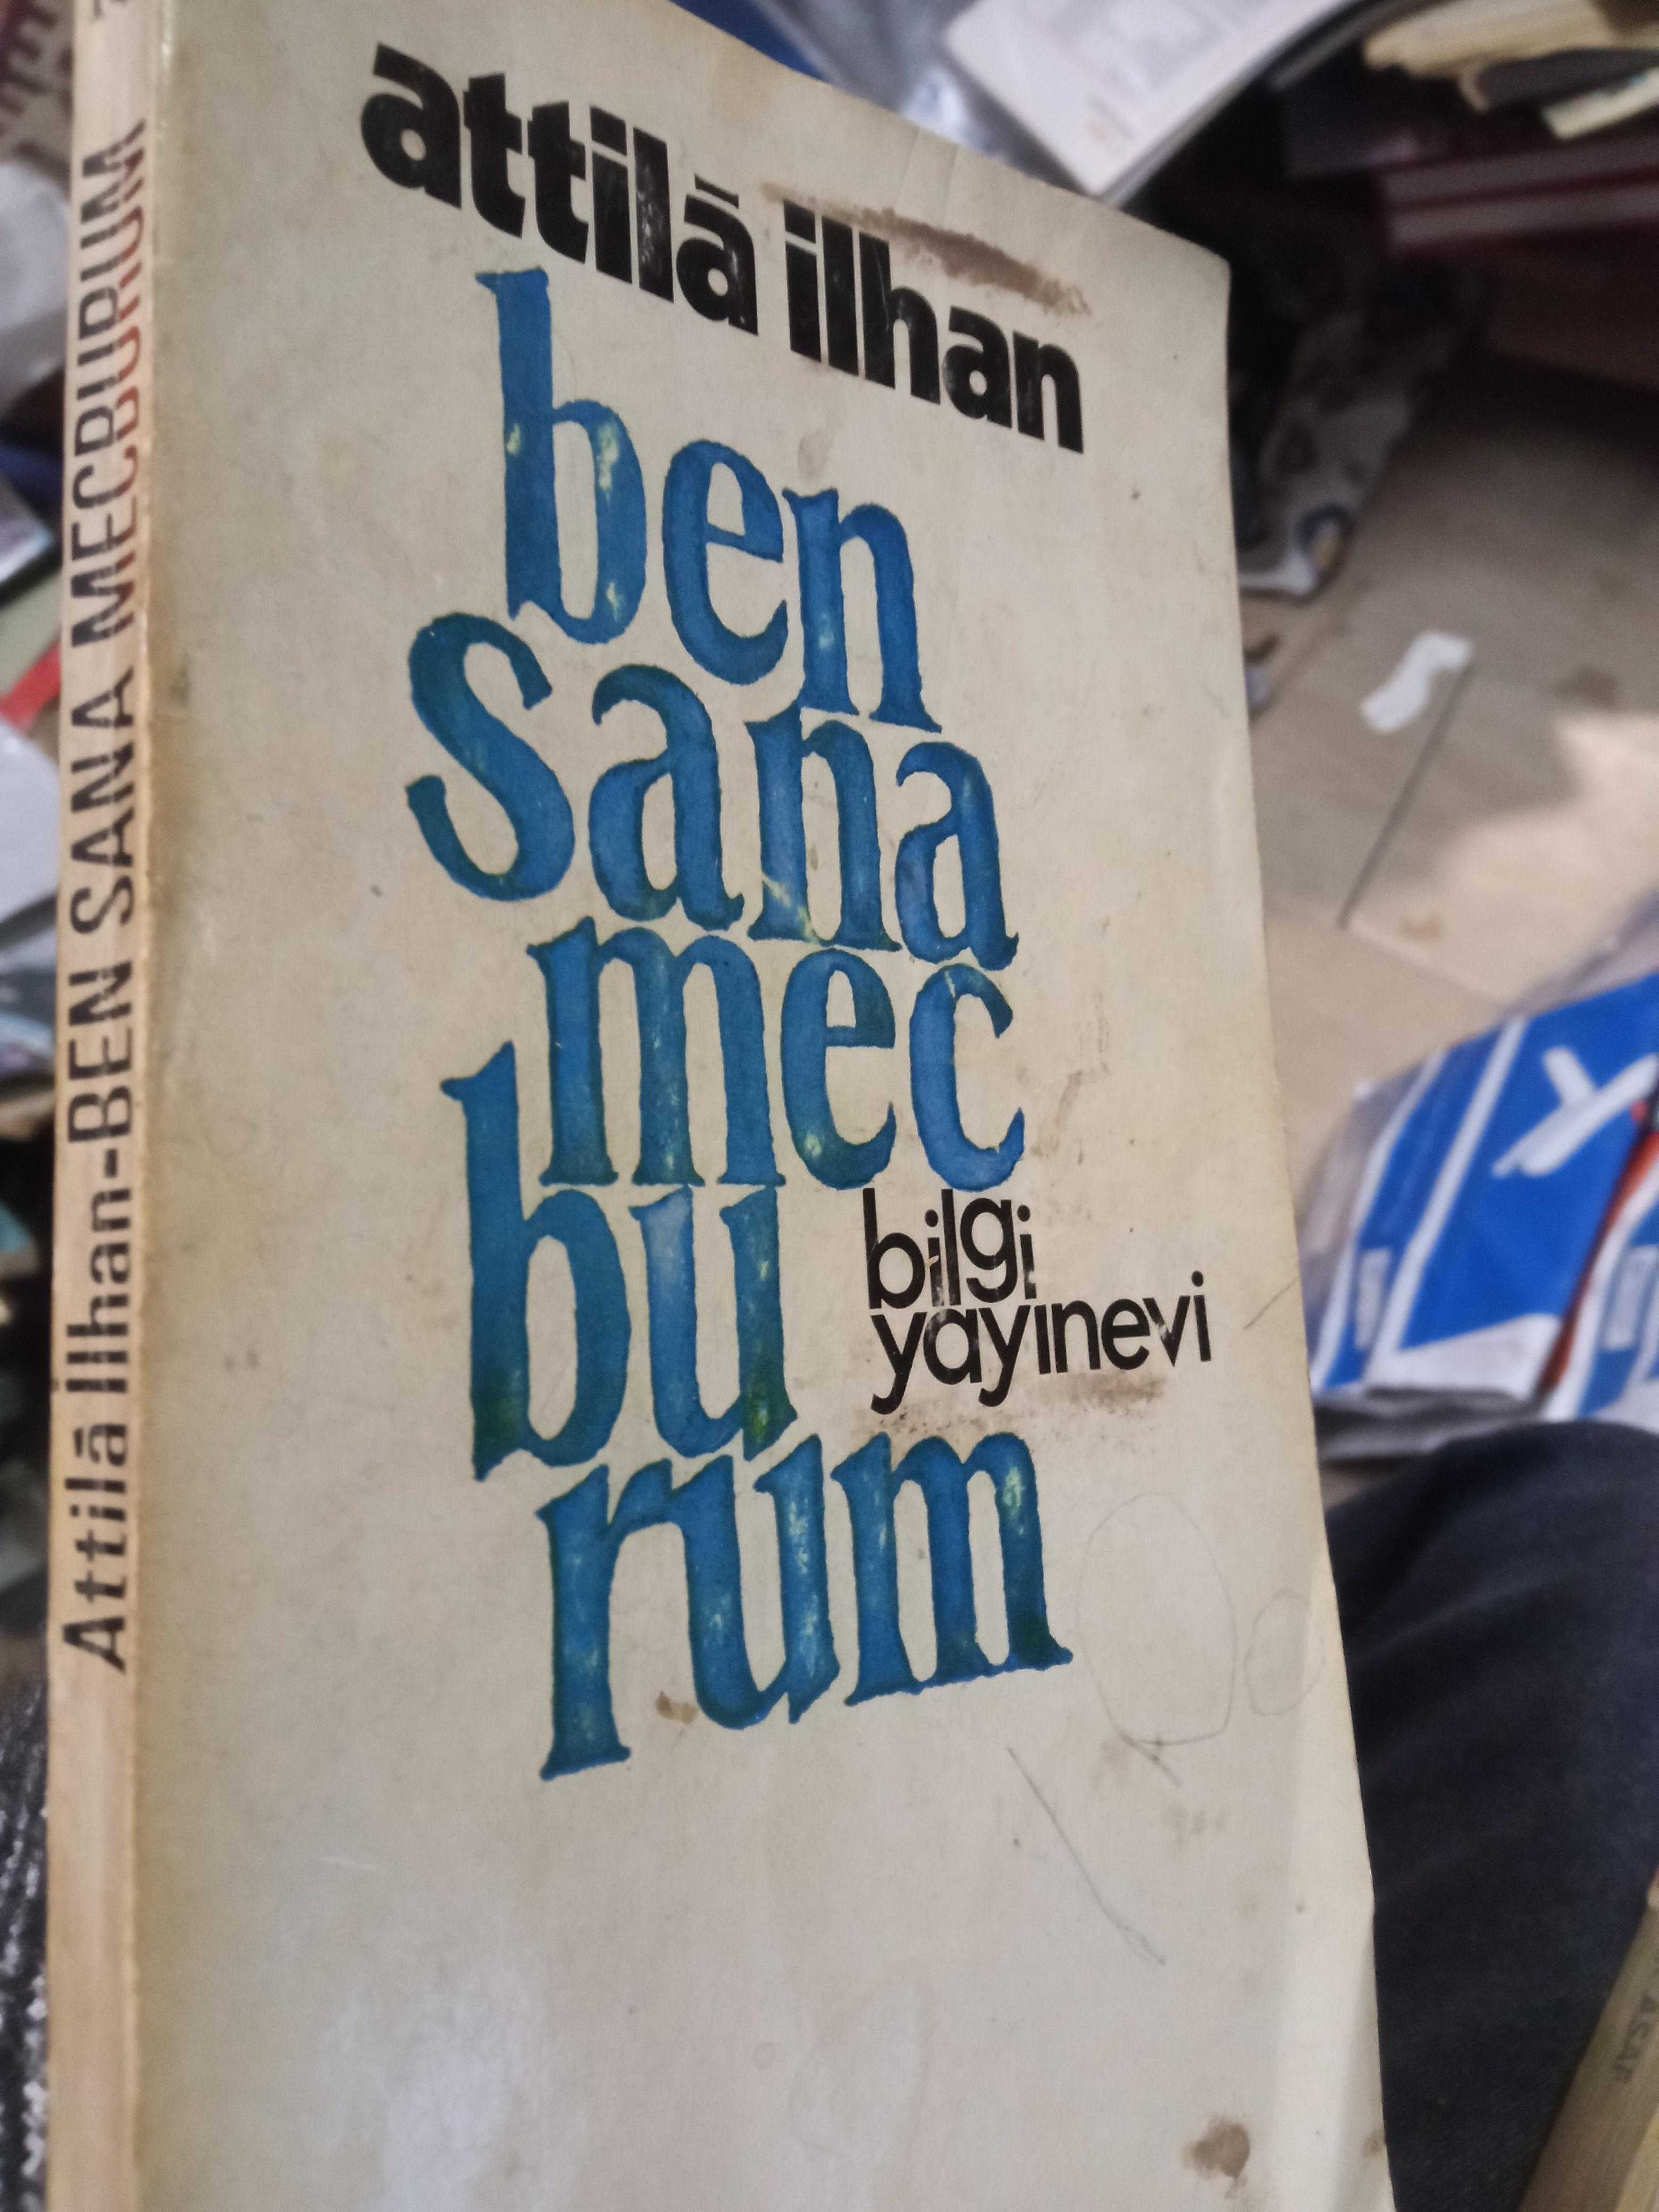 attilâ ilhan
ben
sana
mec
bu
rum
bilgi
yayınevi
Attilâ İlhan-BEN SANA MECBURUM